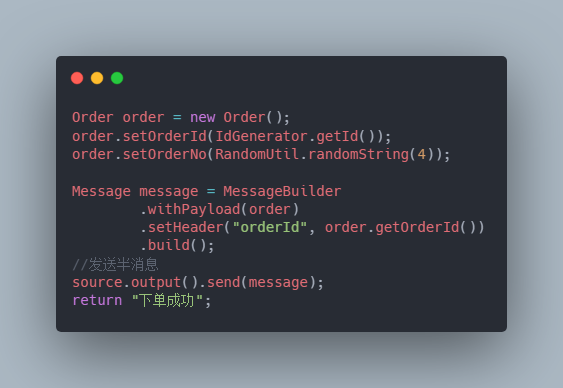 Order order = new Order();
order.setOrderId(IdGenerator.getId());
order.setOrderNo(RandomUtil.randomString(4));
Message message = MessageBuilder
.withPayload(order)
.setHeader("orderId", order.getOrderId())
.build();
//发送半消息
source.output().send(message);
return "下单成功";